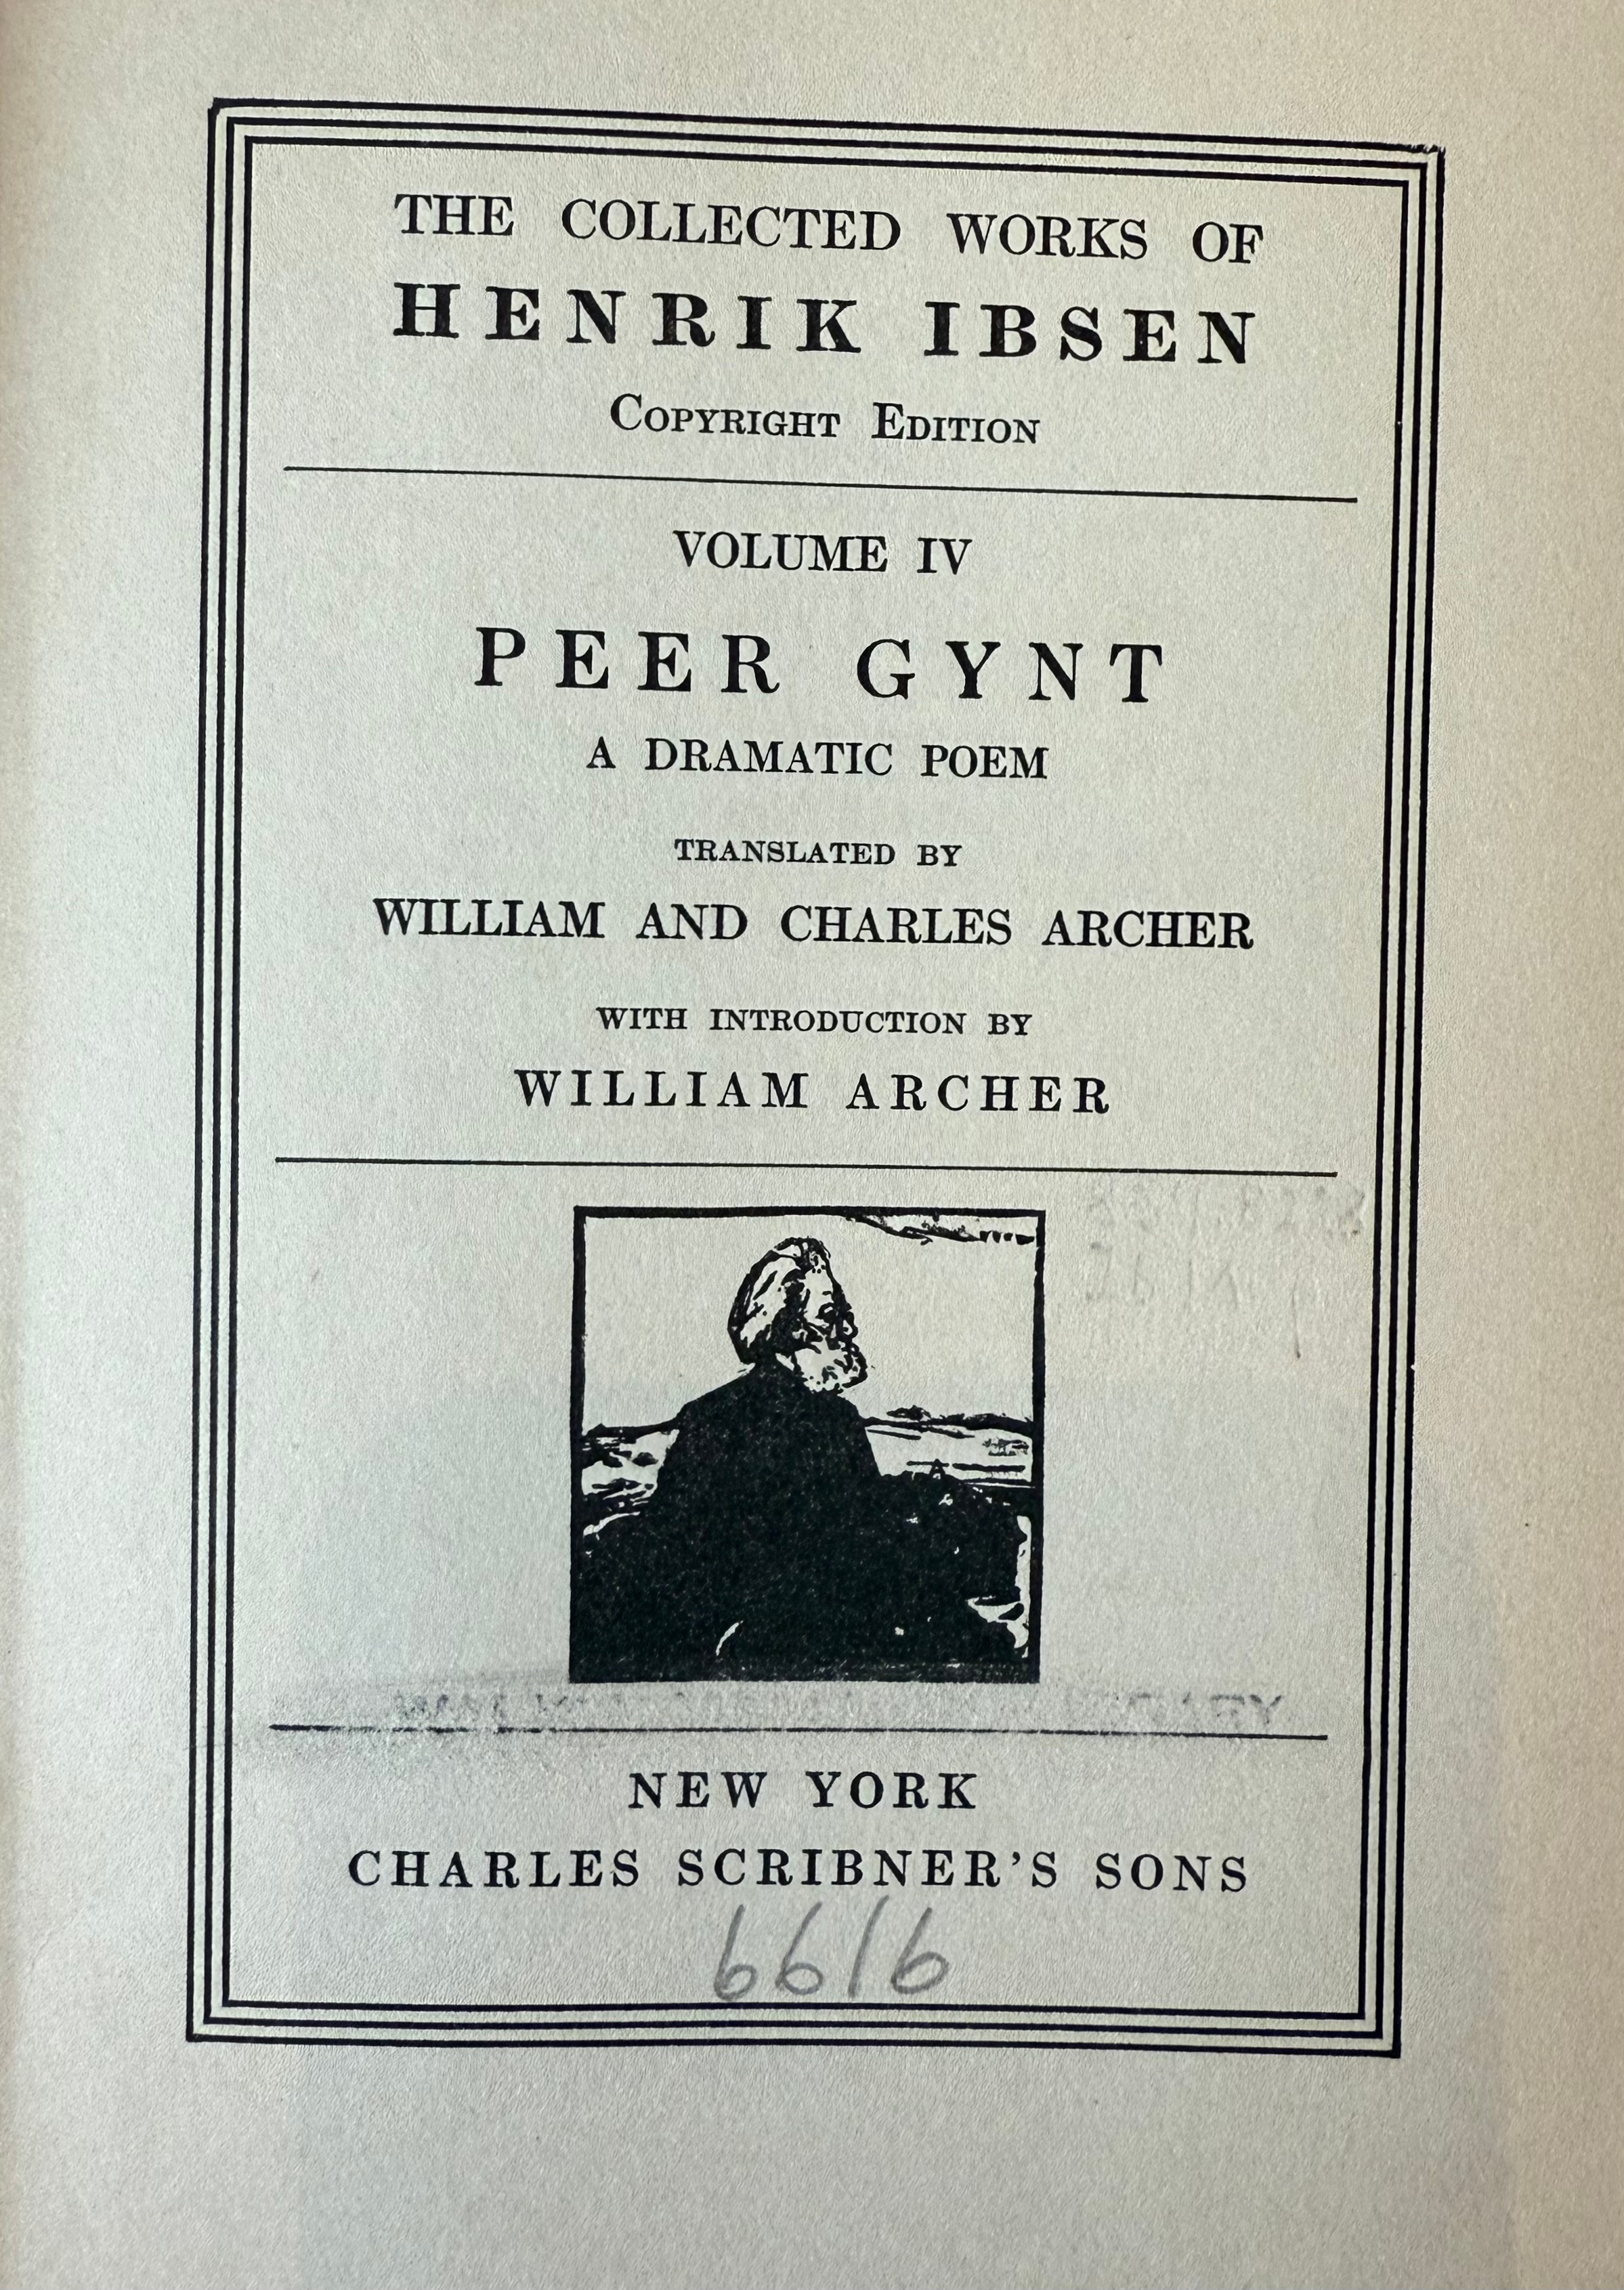 THE COLLECTED WORKS OF
HENRIK IBSEN
COPYRIGHT EDITION
VOLUME IV
PEER GYNT
A DRAMATIC POEM
TRANSLATED BY
WILLIAM AND CHARLES ARCHER
WITH INTRODUCTION BY
WILLIAM ARCHER
NEW YORK
CHARLES SCRIBNER'S SONS
6616